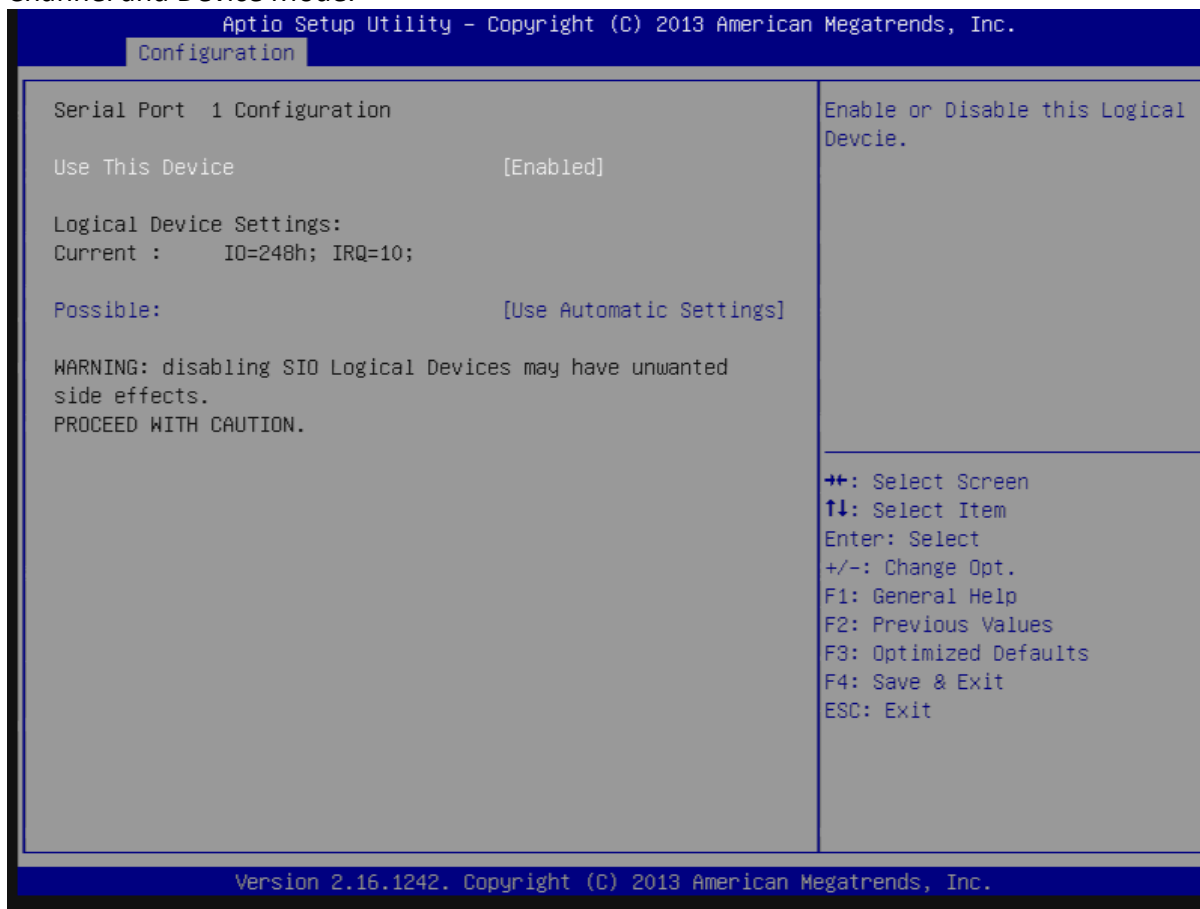 Channel and Device Mode.
Aptio Setup Utility – Copyright (C) 2013 American Megatrends, Inc.
Configuration
Serial Port 1 Configuration
Use This Device [Enabled]
Logical Device Settings:
Current : IO=248h; IRQ=10;
Possible: [Use Automatic Settings]
WARNING: disabling SIO Logical Devices may have unwanted
side effects.
PROCEED WITH CAUTION.
Enable or Disable this Logical
Devcie.
→←: Select Screen
↑↓: Select Item
Enter: Select
+/-: Change Opt.
F1: General Help
F2: Previous Values
F3: Optimized Defaults
F4: Save & Exit
ESC: Exit
Version 2.16.1242. Copyright (C) 2013 American Megatrends, Inc.